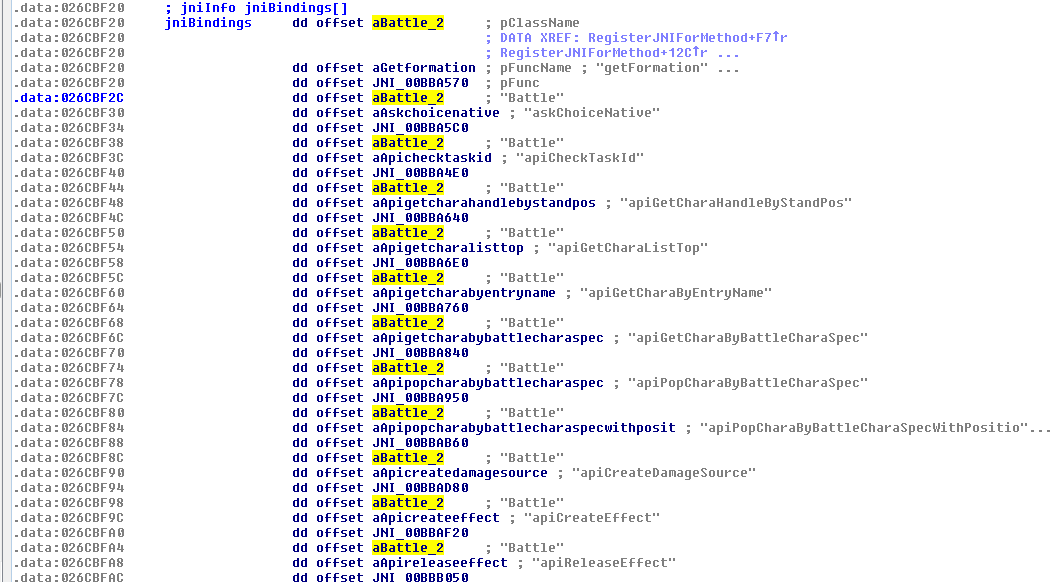 .data:026CBF20 ; jniInfo jniBindings[]
.data:026CBF20 jniBindings dd offset aBattle_2 ; pClassName
.data:026CBF20 ; DATA XREF: RegisterJNIForMethod+F7↑r
.data:026CBF20 ; RegisterJNIForMethod+12C↑r ...
.data:026CBF20 dd offset aGetformation ; pFuncName ; "getFormation" ...
.data:026CBF20 dd offset JNI_00BBA570 ; pFunc
.data:026CBF2C dd offset aBattle_2 ; "Battle"
.data:026CBF30 dd offset aAskchoicenative ; "askChoiceNative"
.data:026CBF34 dd offset JNI_00BBA5C0
.data:026CBF38 dd offset aBattle_2 ; "Battle"
.data:026CBF3C dd offset aApichecktaskid ; "apiCheckTaskId"
.data:026CBF40 dd offset JNI_00BBA4E0
.data:026CBF44 dd offset aBattle_2 ; "Battle"
.data:026CBF48 dd offset aApigetcharahandlebystandpos ; "apiGetCharaHandleByStandPos"
.data:026CBF4C dd offset JNI_00BBA640
.data:026CBF50 dd offset aBattle_2 ; "Battle"
.data:026CBF54 dd offset aApigetcharalisttop ; "apiGetCharaListTop"
.data:026CBF58 dd offset JNI_00BBA6E0
.data:026CBF5C dd offset aBattle_2 ; "Battle"
.data:026CBF60 dd offset aApigetcharabyentryname ; "apiGetCharaByEntryName"
.data:026CBF64 dd offset JNI_00BBA760
.data:026CBF68 dd offset aBattle_2 ; "Battle"
.data:026CBF6C dd offset aApigetcharabybattlecharaspec ; "apiGetCharaByBattleCharaSpec"
.data:026CBF70 dd offset JNI_00BBA840
.data:026CBF74 dd offset aBattle_2 ; "Battle"
.data:026CBF78 dd offset aApipopcharabybattlecharaspec ; "apiPopCharaByBattleCharaSpec"
.data:026CBF7C dd offset JNI_00BBA950
.data:026CBF80 dd offset aBattle_2 ; "Battle"
.data:026CBF84 dd offset aApipopcharabybattlecharaspecwithposit ; "apiPopCharaByBattleCharaSpecWithPositio"...
.data:026CBF88 dd offset JNI_00BBAB60
.data:026CBF8C dd offset aBattle_2 ; "Battle"
.data:026CBF90 dd offset aApicreatedamagesource ; "apiCreateDamageSource"
.data:026CBF94 dd offset JNI_00BBAD80
.data:026CBF98 dd offset aBattle_2 ; "Battle"
.data:026CBF9C dd offset aApicreateeffect ; "apiCreateEffect"
.data:026CBFA0 dd offset JNI_00BBAF20
.data:026CBFA4 dd offset aBattle_2 ; "Battle"
.data:026CBFA8 dd offset aApireleaseeffect ; "apiReleaseEffect"
.data:026CBFAC dd offset JNI_00BBB050